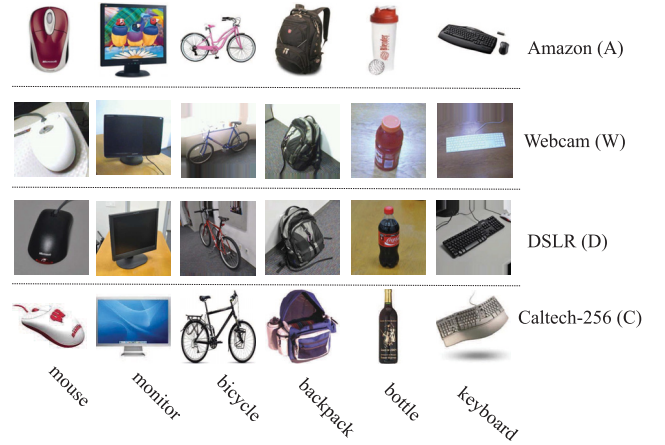 Amazon (A)
Webcam (W)
DSLR (D)
Caltech-256 (C)
mouse
monitor
bicycle
backpack
bottle
keyboard